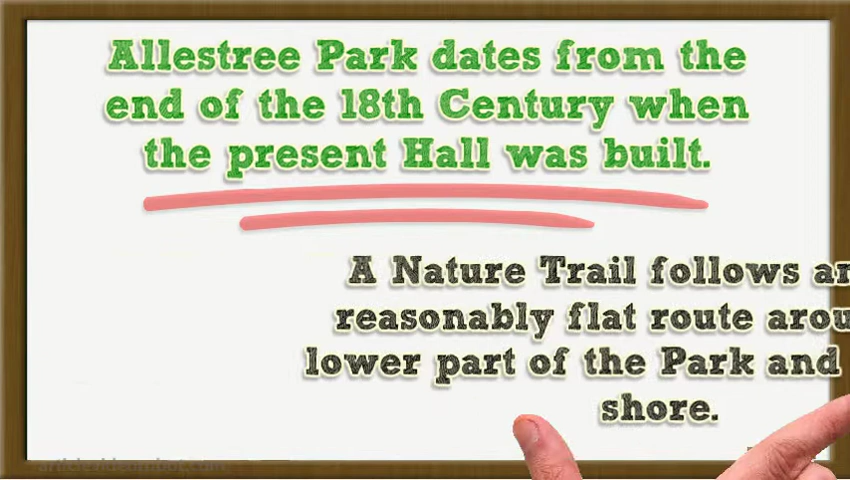 Allestree Park dates from the
end of the 18th Century when
the present Hall was built.
A Nature Trail follows
reasonably flat route
lower part of the Park and
shore.